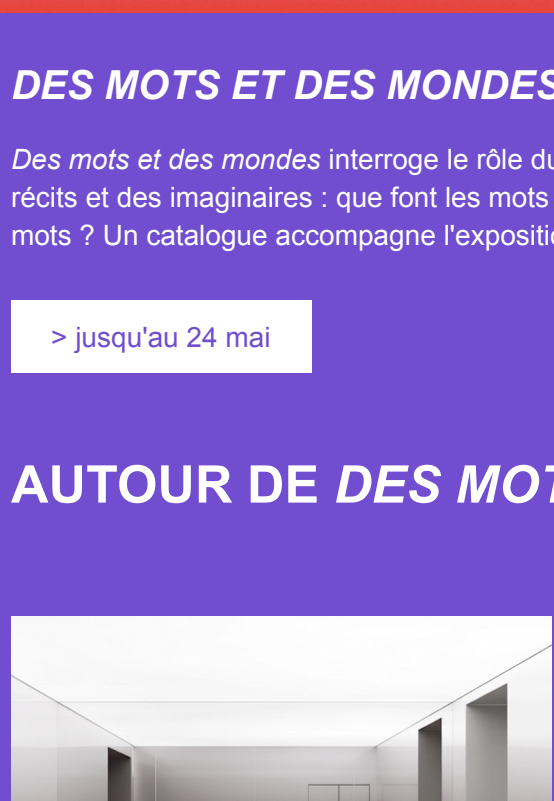 DES MOTS ET DES MONDES
Des mots et des mondes interroge le rôle du
récits et des imaginaires : que font les mots
mots ? Un catalogue accompagne l'expositi
> jusqu'au 24 mai
AUTOUR DE DES MOT